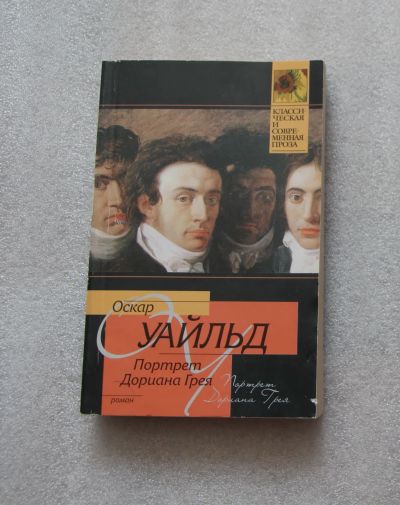 КЛАССИ-
ЧЕСКАЯ И
СОВРЕ-
МЕННАЯ
ПРОЗА
Оскар
УАЙЛЬД
Портрет
Дориана Грея
Портрет
Дориана Грея
роман